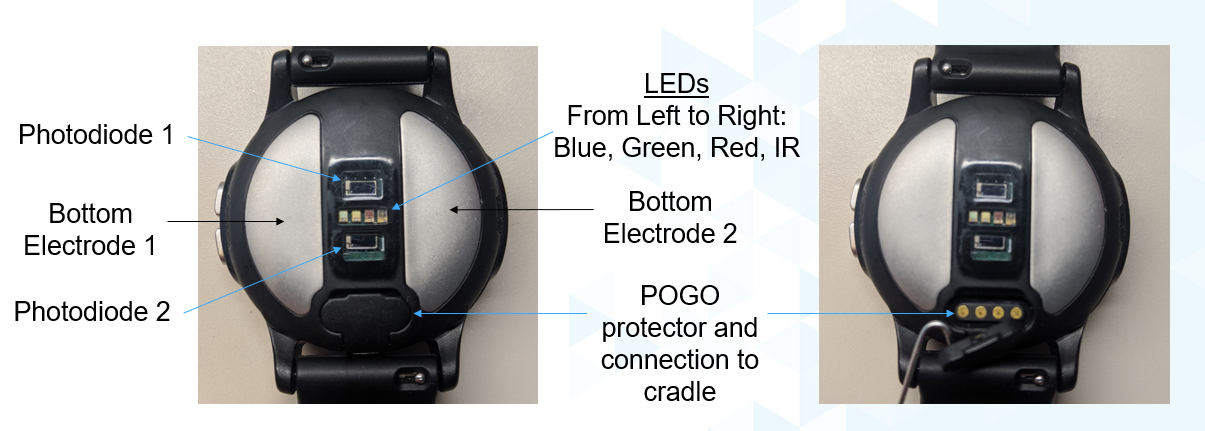 Photodiode 1
Bottom
Electrode 1
Photodiode 2
LEDs
From Left to Right:
Blue, Green, Red, IR
Bottom
Electrode 2
POGO
protector and
connection to
cradle